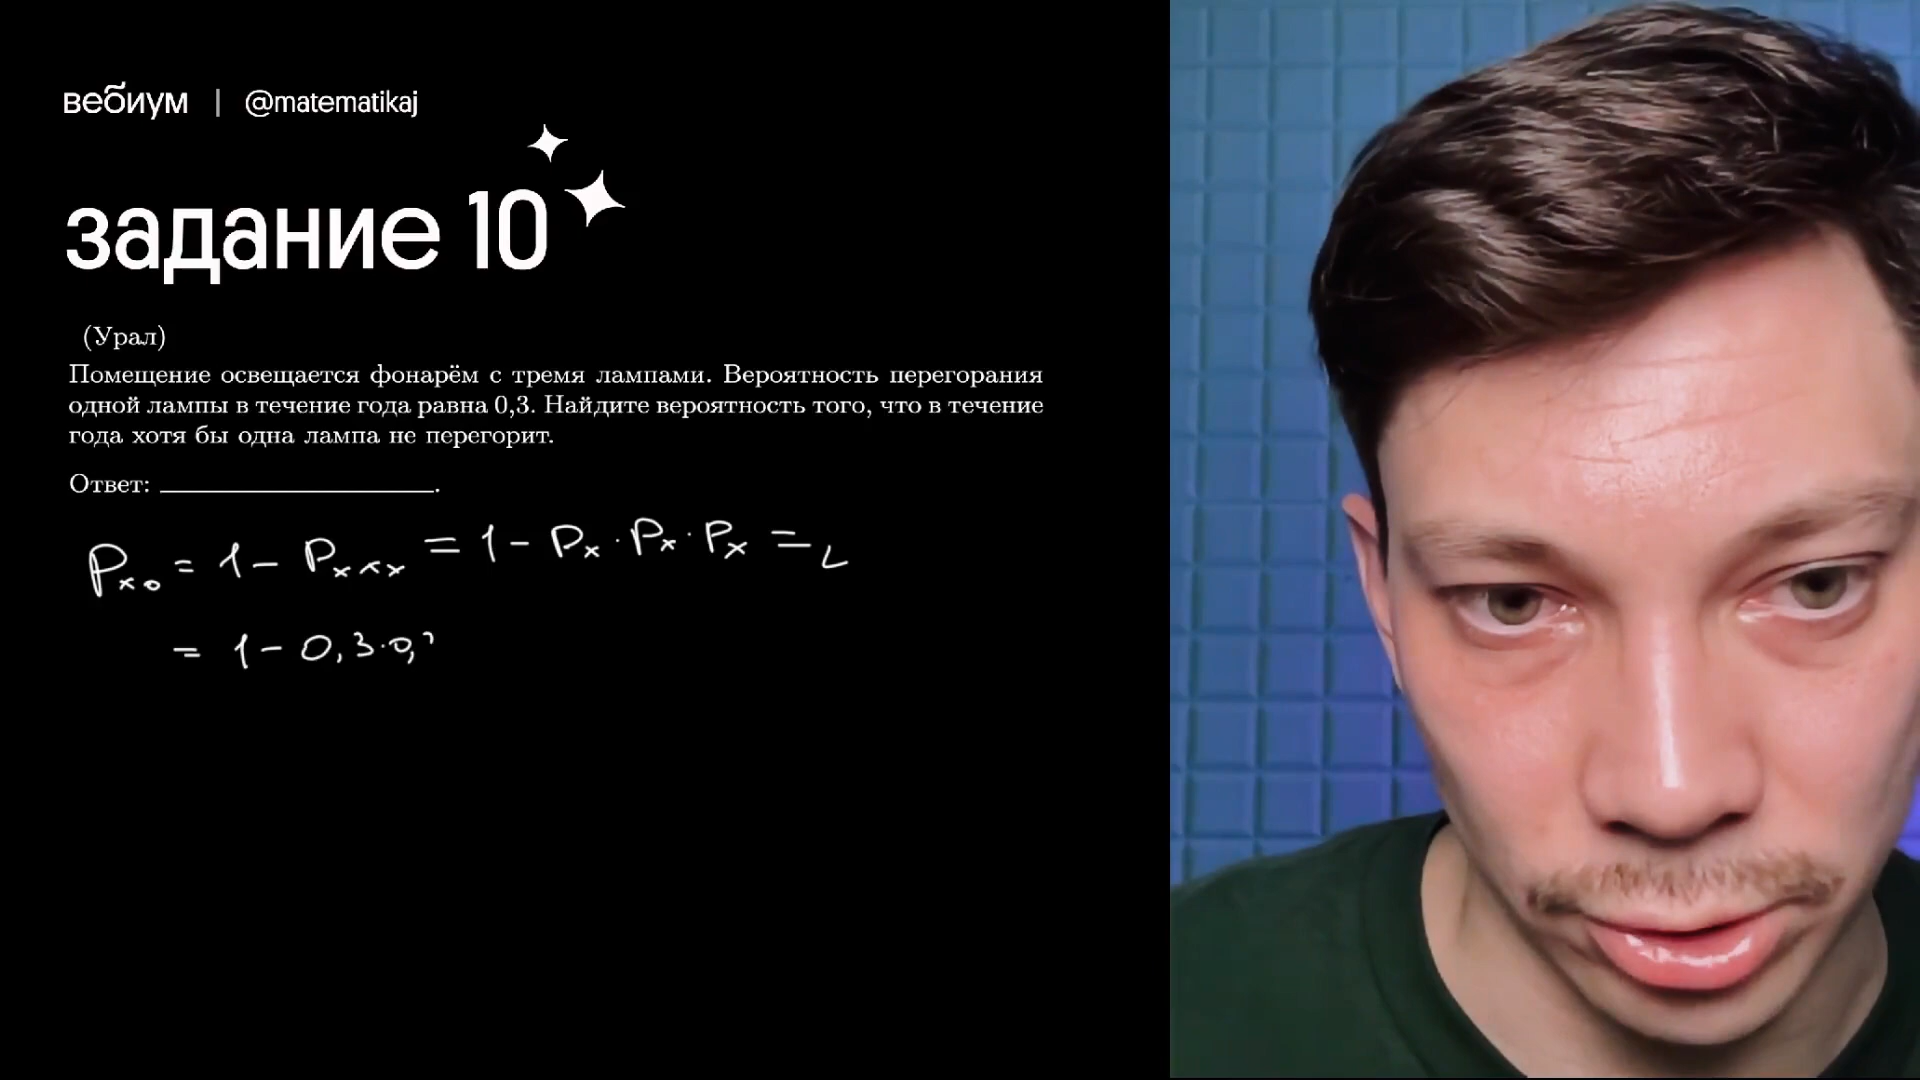 вебиум | @matematikaj
задание 10
(Урал)
Помещение освещается фонарём с тремя лампами. Вероятность перегорания
одной лампы в течение года равна 0,3. Найдите вероятность того, что в течение
года хотя бы одна лампа не перегорит.
Ответ: ____________.
Pхо = 1 - Pххх = 1 - Pх · Pх · Pх =
= 1 - 0,3·0,